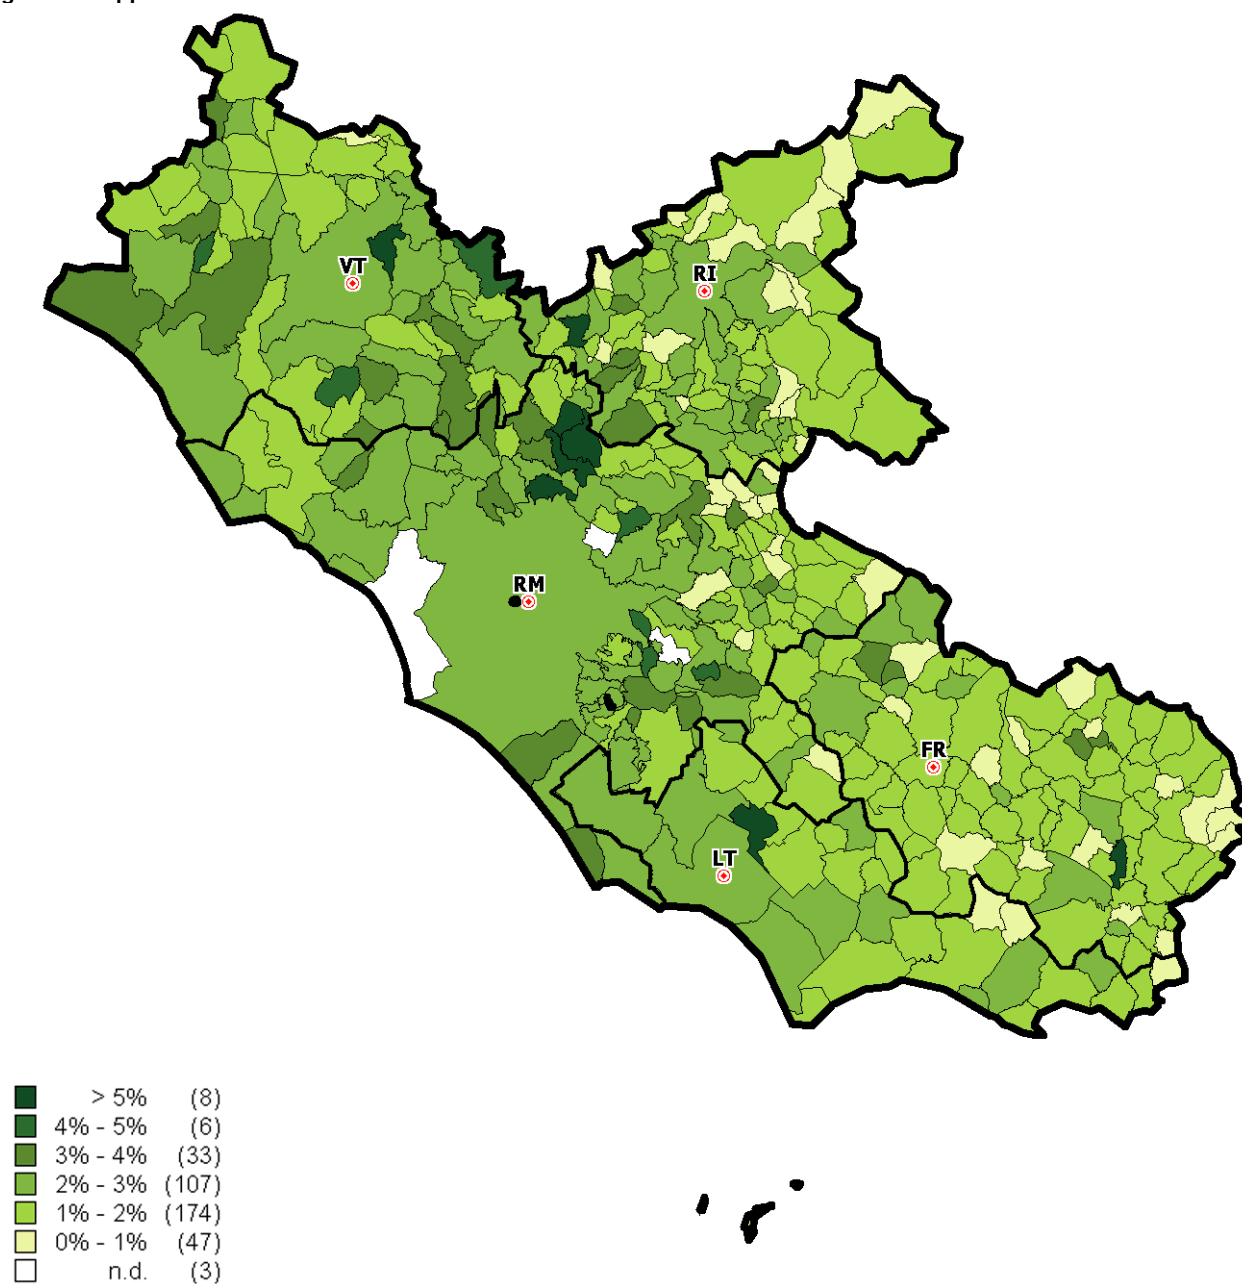 VT
RI
RM
FR
LT
> 5% (8)
4% - 5% (6)
3% - 4% (33)
2% - 3% (107)
1% - 2% (174)
0% - 1% (47)
n.d. (3)